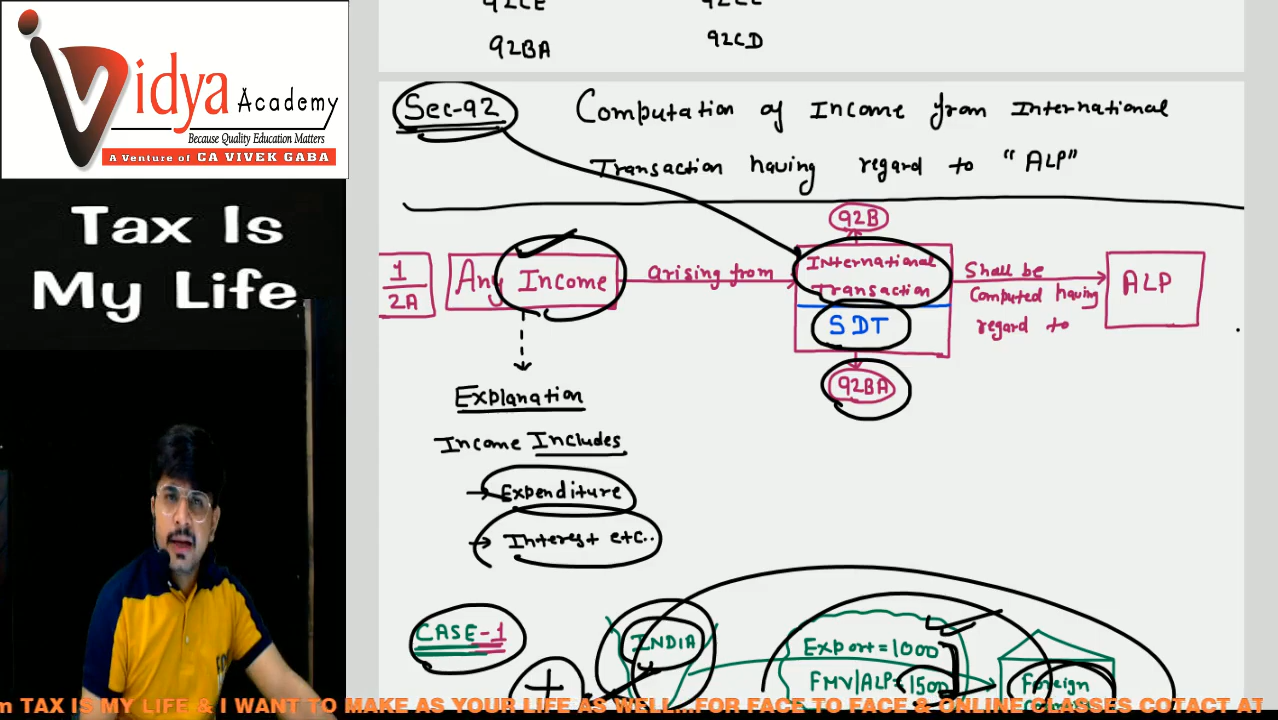 Vidya Academy
Because Quality Education Matters
A Venture of CA VIVEK GABA
Tax Is
My Life
92CE
92BA 92CD
Sec-92 Computation of Income from International
Transaction having regard to "ALP"
92B
1
2A
Any Income arising from International Transaction
SDT
Shall be
Computed having
regard to
ALP
92BA
Explanation
Income Includes
→ Expenditure
→ Interest etc..
CASE-1 INDIA Export = 1000
FMV|ALP = 1500 Foreign
TAX IS MY LIFE & I WANT TO MAKE AS YOUR LIFE AS WELL...FOR FACE TO FACE & ONLINE CLASSES COTACT AT